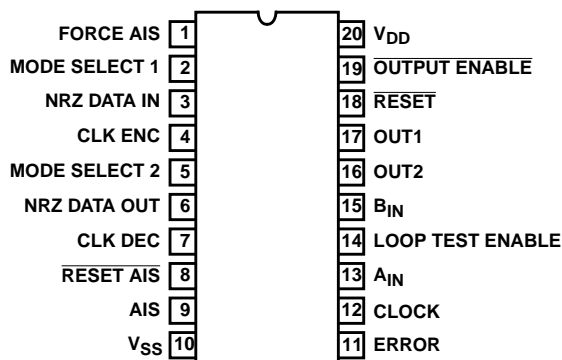 FORCE AIS 1
MODE SELECT 1 2
NRZ DATA IN 3
CLK ENC 4
MODE SELECT 2 5
NRZ DATA OUT 6
CLK DEC 7
RESET AIS 8
AIS 9
VSS 10
20 VDD
19 OUTPUT ENABLE
18 RESET
17 OUT1
16 OUT2
15 BIN
14 LOOP TEST ENABLE
13 AIN
12 CLOCK
11 ERROR